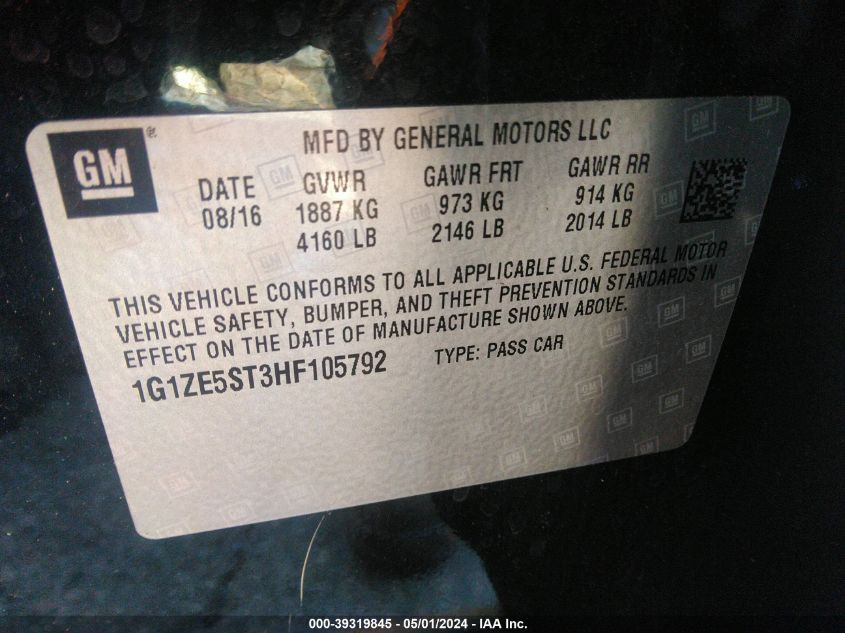 GM
MFD BY GENERAL MOTORS LLC
DATE GVWR GAWR FRT GAWR RR
08/16 1887 KG 973 KG 914 KG
4160 LB 2146 LB 2014 LB
THIS VEHICLE CONFORMS TO ALL APPLICABLE U.S. FEDERAL MOTOR
VEHICLE SAFETY, BUMPER, AND THEFT PREVENTION STANDARDS IN
EFFECT ON THE DATE OF MANUFACTURE SHOWN ABOVE.
1G1ZE5ST3HF105792 TYPE: PASS CAR
000-39319845 - 05/01/2024 - IAA Inc.